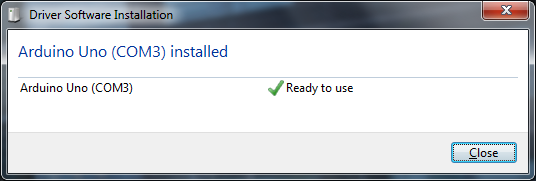 Driver Software Installation
Arduino Uno (COM3) installed
Arduino Uno (COM3) Ready to use
Close